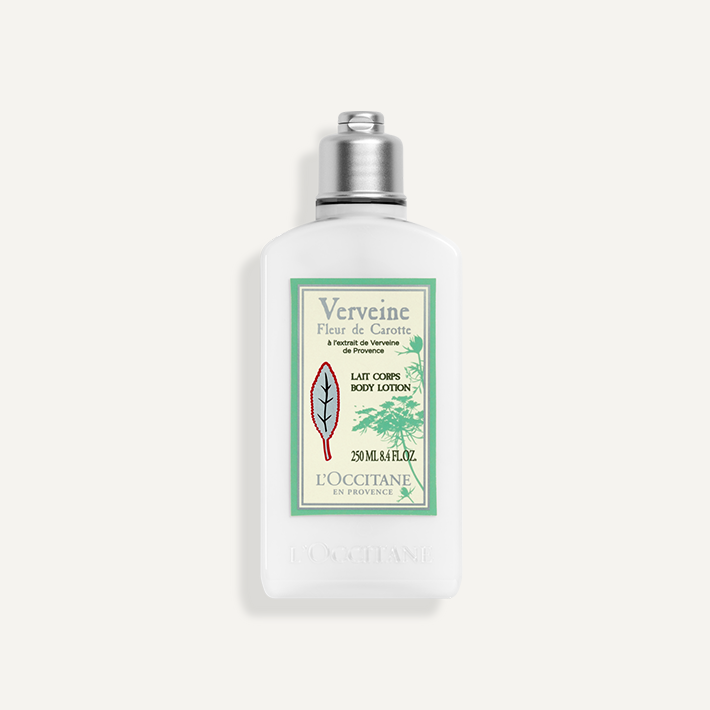 Verveine
Fleur de Carotte
à l'extrait de Verveine
de Provence
LAIT CORPS
BODY LOTION
250 ML 8.4 FL.OZ.
L'OCCITANE
EN PROVENCE
L'OCCITANE